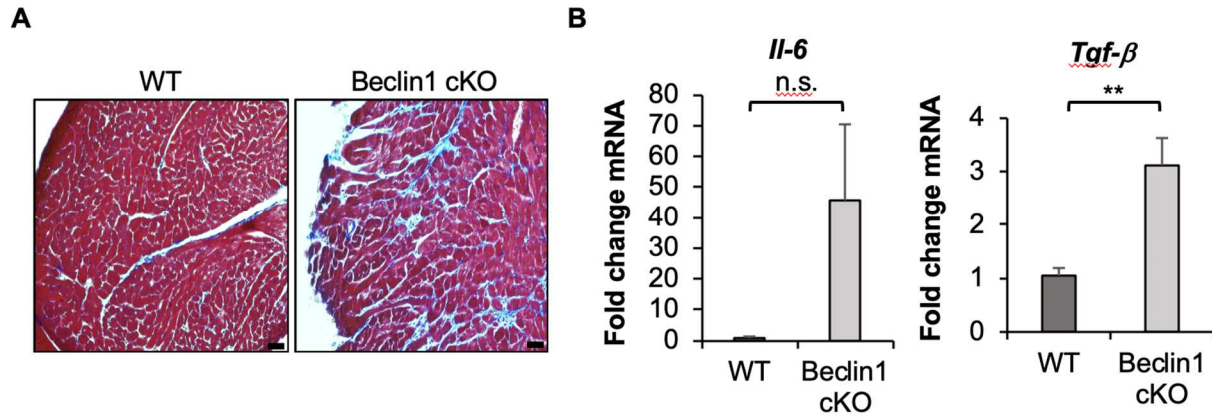 A
WT
Beclin1 cKO
B
Il-6
n.s.
Fold change mRNA
80
70
60
50
40
30
20
10
0
WT
Beclin1
cKO
Tgf-β
**
Fold change mRNA
4
3
2
1
0
WT
Beclin1
cKO